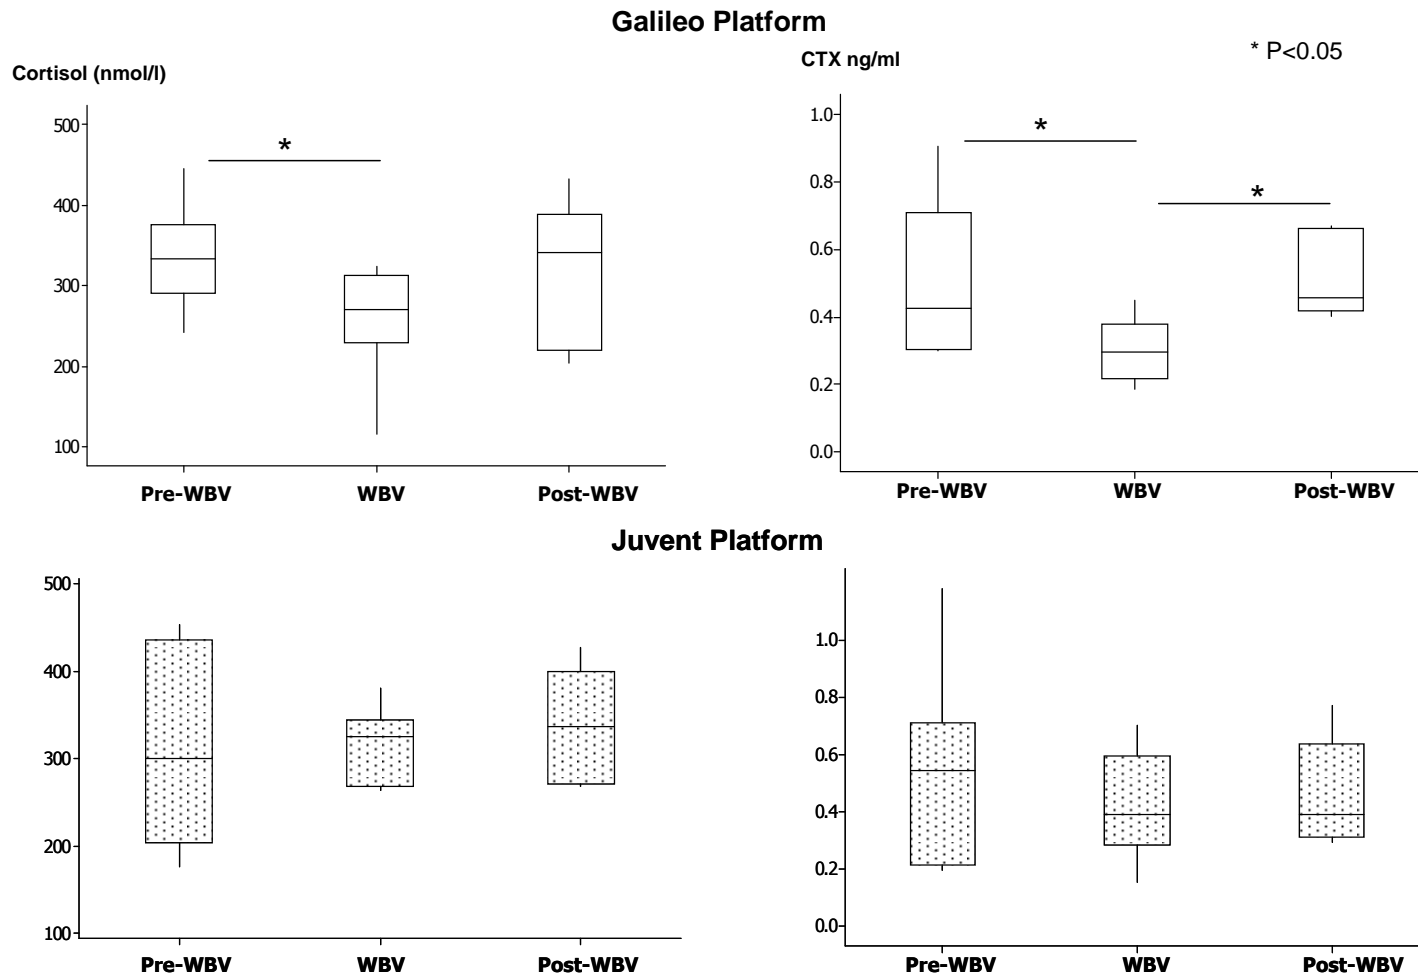 Galileo Platform
Cortisol (nmol/l)
CTX ng/ml
* P<0.05
500
400
300
200
100
*
Pre-WBV WBV Post-WBV
1.0
0.8
0.6
0.4
0.2
0.0
*
*
Pre-WBV WBV Post-WBV
Juvent Platform
500
400
300
200
100
Pre-WBV WBV Post-WBV
1.0
0.8
0.6
0.4
0.2
0.0
Pre-WBV WBV Post-WBV